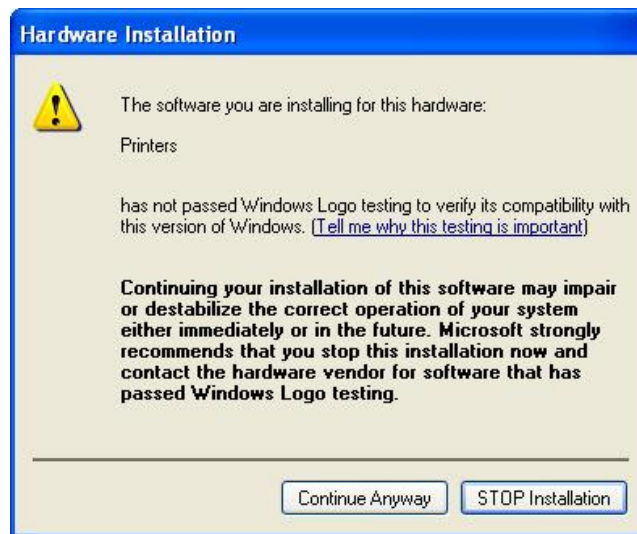 Hardware Installation
The software you are installing for this hardware:
Printers
has not passed Windows Logo testing to verify its compatibility with
this version of Windows. (Tell me why this testing is important)
Continuing your installation of this software may impair
or destabilize the correct operation of your system
either immediately or in the future. Microsoft strongly
recommends that you stop this installation now and
contact the hardware vendor for software that has
passed Windows Logo testing.
Continue Anyway
STOP Installation